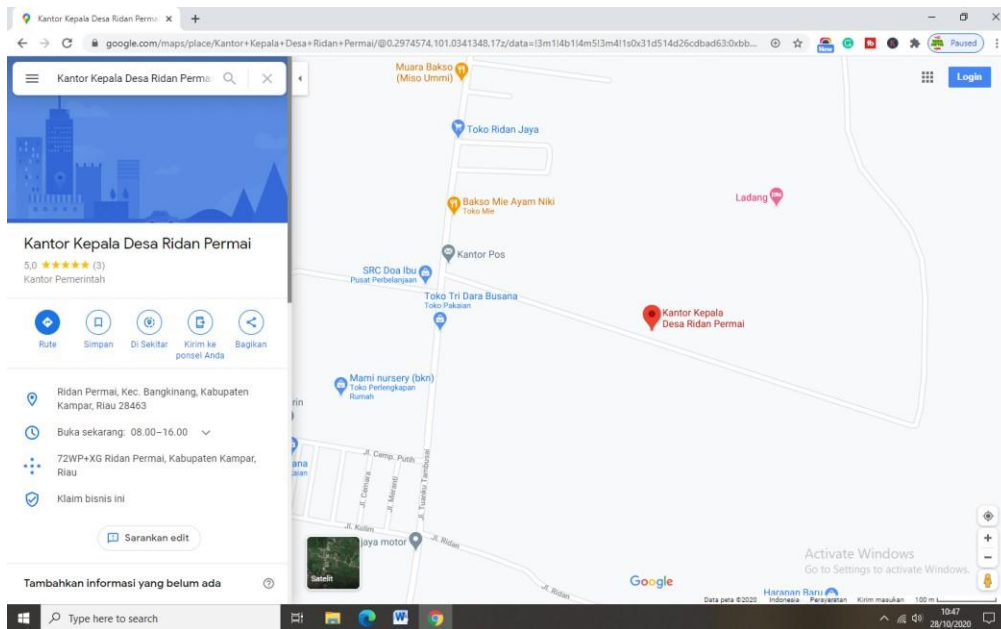 Kantor Kepala Desa Ridan Perma
google.com/maps/place/Kantor+Kepala+Desa+Ridan+Permai/@0.2974574,101.0341348,17z/data=!3m1!4b1!4m5!3m4!1s0x31d514d26cdbad63:0xbb...
New
Paused
Kantor Kepala Desa Ridan Perma
Kantor Kepala Desa Ridan Permai
5,0 ★★★★★ (3)
Kantor Pemerintah
Rute
Simpan
Di Sekitar
Kirim ke
ponsel Anda
Bagikan
Ridan Permai, Kec. Bangkinang, Kabupaten
Kampar, Riau 28463
Buka sekarang: 08.00–16.00
72WP+XG Ridan Permai, Kabupaten Kampar,
Riau
Klaim bisnis ini
Sarankan edit
Tambahkan informasi yang belum ada
Login
Muara Bakso
(Miso Ummi)
Toko Ridan Jaya
Bakso Mie Ayam Niki
Toko Mie
Ladang
Kantor Pos
SRC Doa Ibu
Pusat Perbelanjaan
Toko Tri Dara Busana
Toko Pakaian
Kantor Kepala
Desa Ridan Permai
Mami nursery (bkn)
Toko Perlengkapan
Rumah
rin
ana
aian
Jl. Cemp. Putih
Jl. Cemara
Jl. Meranti
Jl. Tuanku Tambusai
Jl. Kulim
Jl. Ridan
jaya motor
Jl. Ridan
Satelit
Google
Harapan Baru
Activate Windows
Go to Settings to activate Windows.
Data peta ©2020 Indonesia Persyaratan Kirim masukan 100 m
Type here to search
W
10:47
28/10/2020